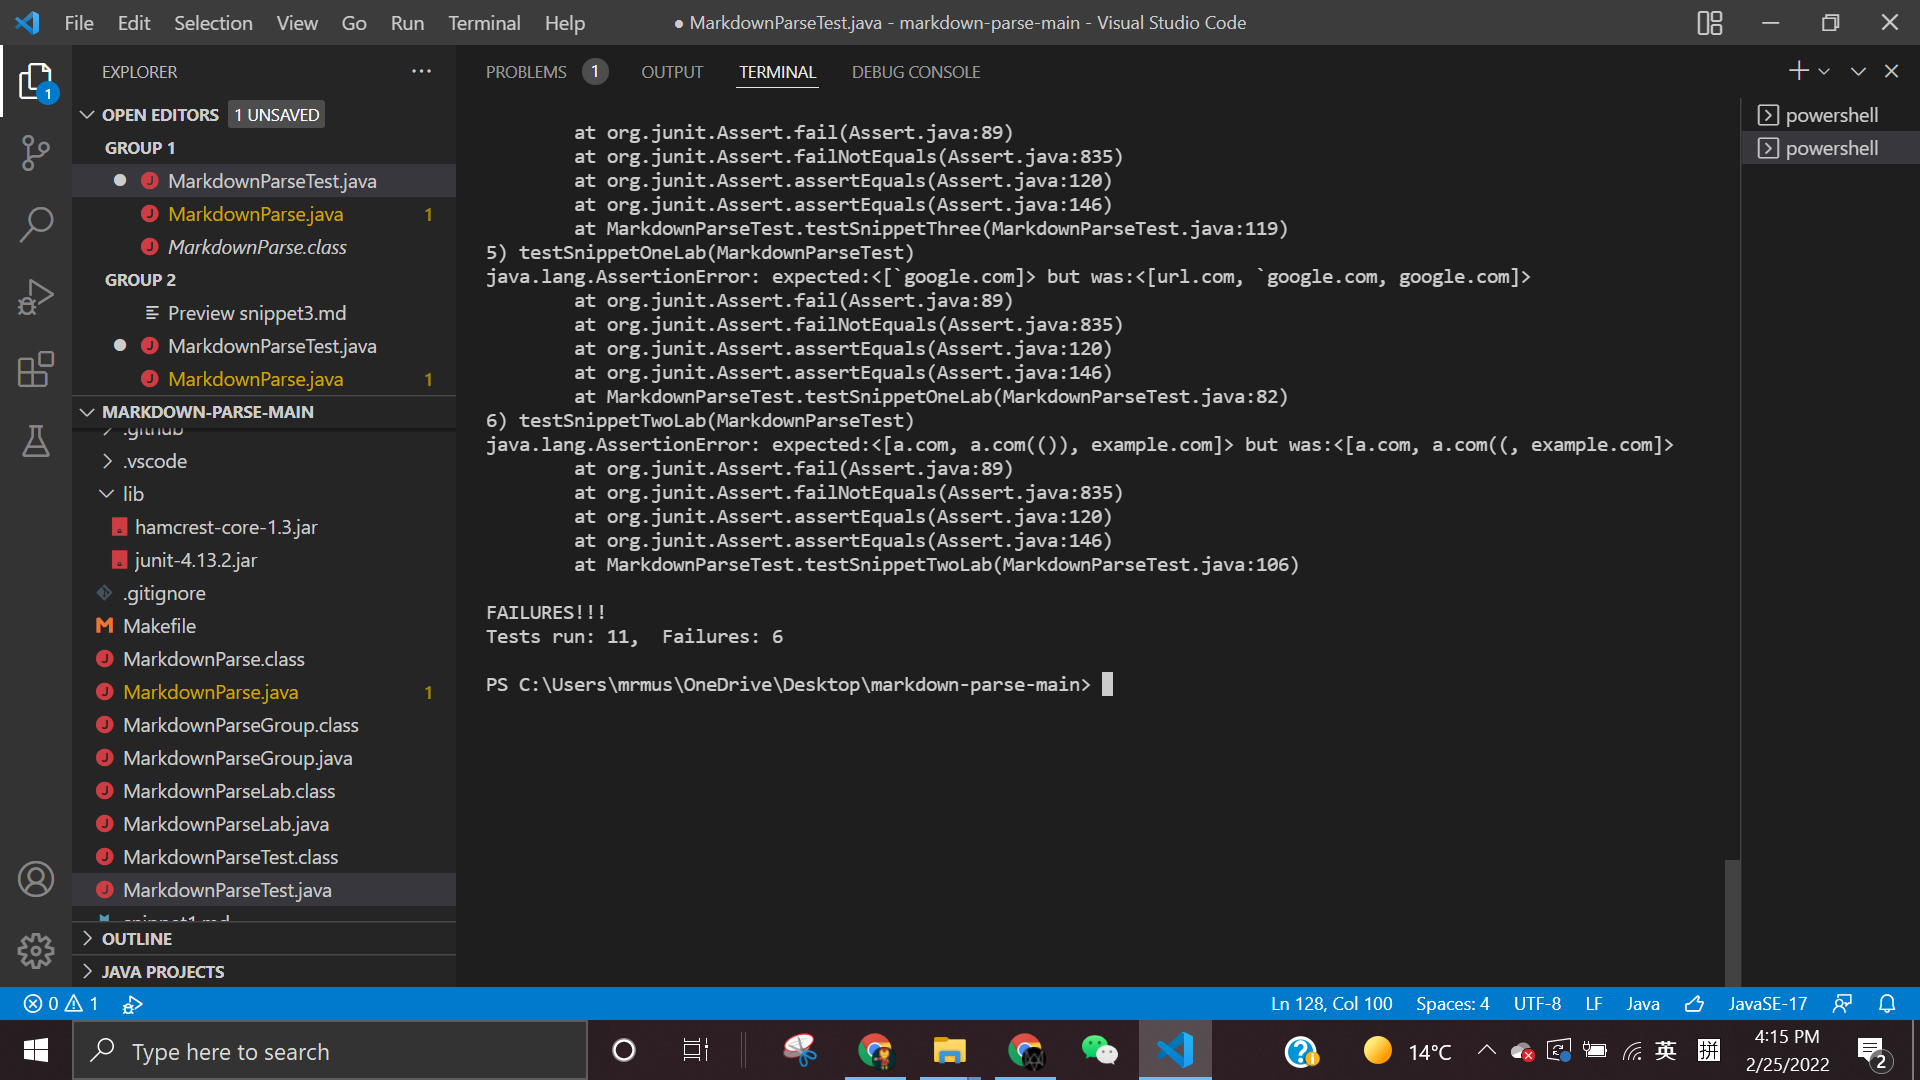 File Edit Selection View Go Run Terminal Help
● MarkdownParseTest.java - markdown-parse-main - Visual Studio Code
1
EXPLORER
OPEN EDITORS 1 UNSAVED
GROUP 1
MarkdownParseTest.java
MarkdownParse.java 1
MarkdownParse.class
GROUP 2
Preview snippet3.md
MarkdownParseTest.java
MarkdownParse.java 1
MARKDOWN-PARSE-MAIN
.github
.vscode
lib
hamcrest-core-1.3.jar
junit-4.13.2.jar
.gitignore
Makefile
MarkdownParse.class
MarkdownParse.java 1
MarkdownParseGroup.class
MarkdownParseGroup.java
MarkdownParseLab.class
MarkdownParseLab.java
MarkdownParseTest.class
MarkdownParseTest.java
snippet1.md
OUTLINE
JAVA PROJECTS
PROBLEMS 1 OUTPUT TERMINAL DEBUG CONSOLE
at org.junit.Assert.fail(Assert.java:89)
at org.junit.Assert.failNotEquals(Assert.java:835)
at org.junit.Assert.assertEquals(Assert.java:120)
at org.junit.Assert.assertEquals(Assert.java:146)
at MarkdownParseTest.testSnippetThree(MarkdownParseTest.java:119)
5) testSnippetOneLab(MarkdownParseTest)
java.lang.AssertionError: expected:<[`google.com]> but was:<[url.com, `google.com, google.com]>
at org.junit.Assert.fail(Assert.java:89)
at org.junit.Assert.failNotEquals(Assert.java:835)
at org.junit.Assert.assertEquals(Assert.java:120)
at org.junit.Assert.assertEquals(Assert.java:146)
at MarkdownParseTest.testSnippetOneLab(MarkdownParseTest.java:82)
6) testSnippetTwoLab(MarkdownParseTest)
java.lang.AssertionError: expected:<[a.com, a.com(()), example.com]> but was:<[a.com, a.com((, example.com]>
at org.junit.Assert.fail(Assert.java:89)
at org.junit.Assert.failNotEquals(Assert.java:835)
at org.junit.Assert.assertEquals(Assert.java:120)
at org.junit.Assert.assertEquals(Assert.java:146)
at MarkdownParseTest.testSnippetTwoLab(MarkdownParseTest.java:106)
FAILURES!!!
Tests run: 11,  Failures: 6
PS C:\Users\mrmus\OneDrive\Desktop\markdown-parse-main>
powershell
powershell
0 1
Ln 128, Col 100 Spaces: 4 UTF-8 LF Java JavaSE-17
Type here to search
14°C 英 拼
4:15 PM
2/25/2022
2